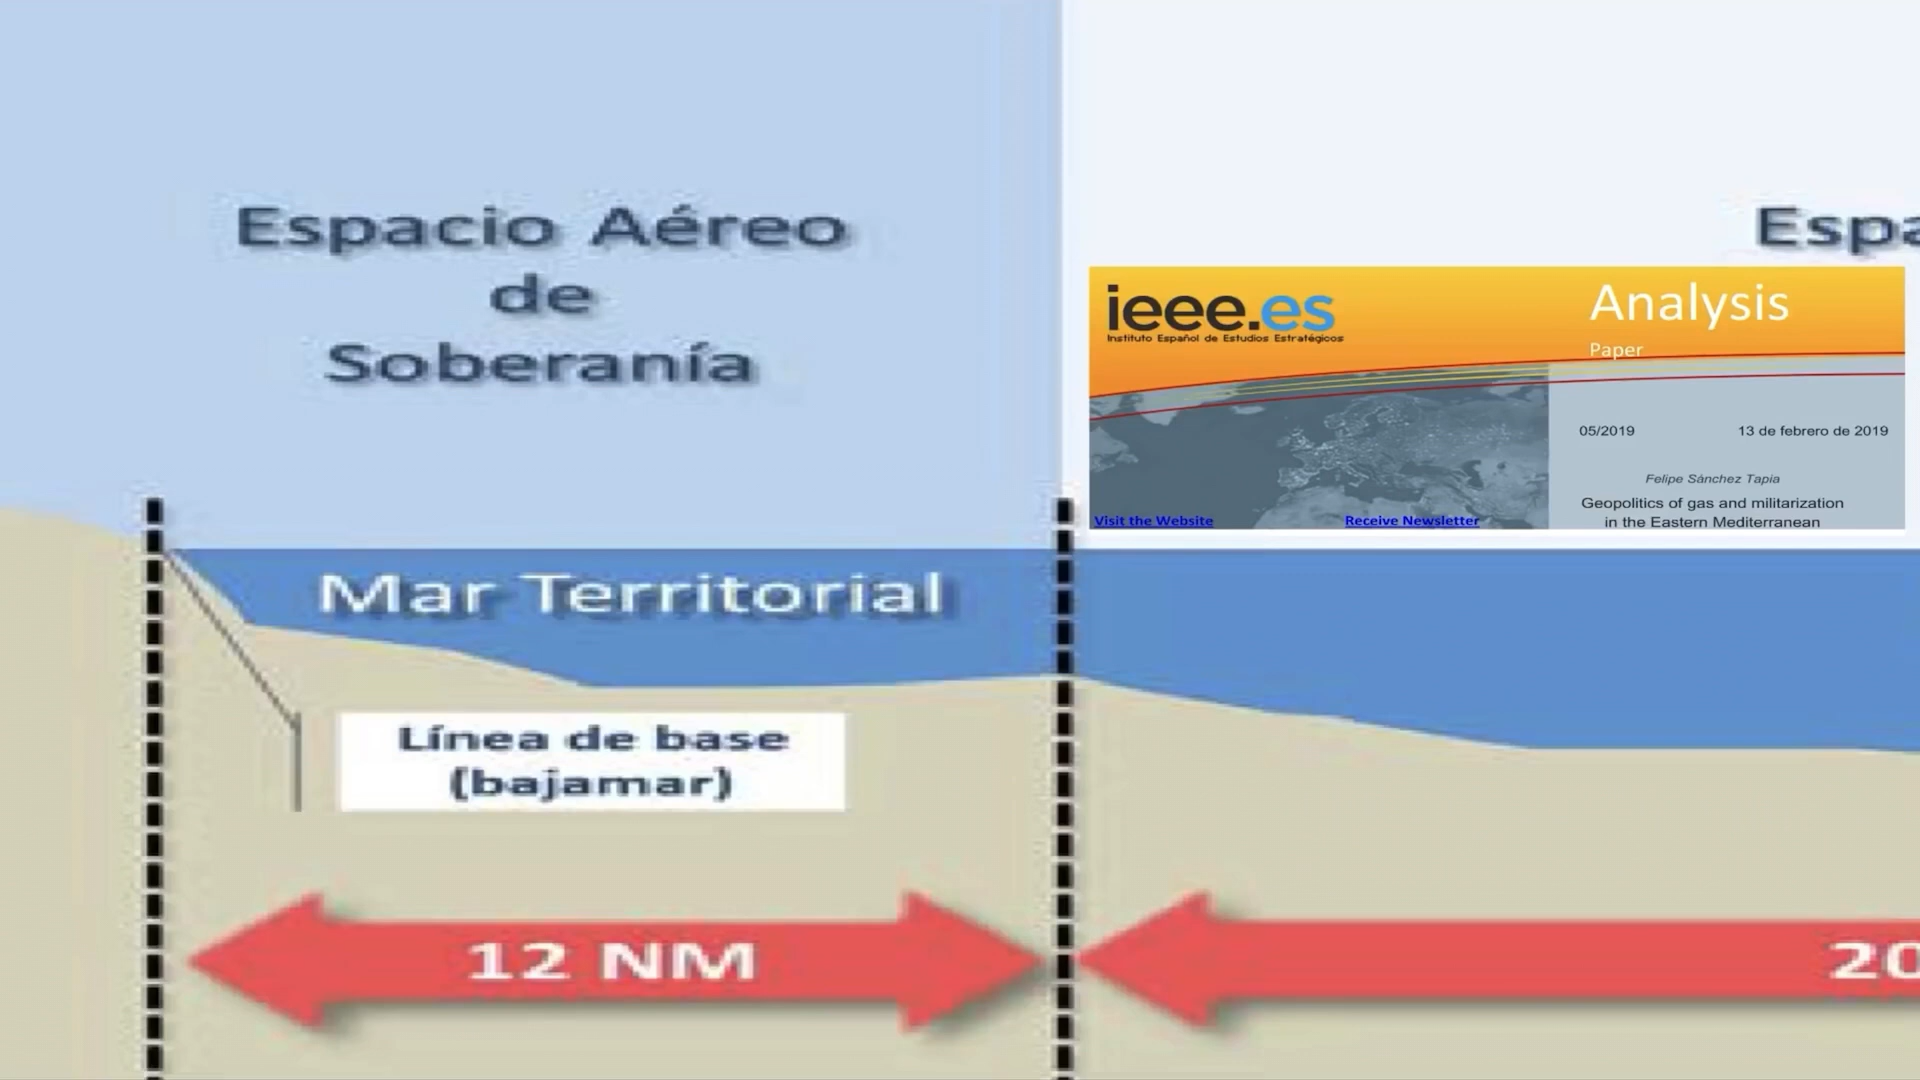 Espacio Aéreo
de
Soberanía
ieee.es
Instituto Español de Estudios Estratégicos
Analysis
Paper
05/2019
13 de febrero de 2019
Felipe Sánchez Tapia
Geopolitics of gas and militarization
in the Eastern Mediterranean
Visit the Website
Receive Newsletter
Mar Territorial
Línea de base
(bajamar)
12 NM